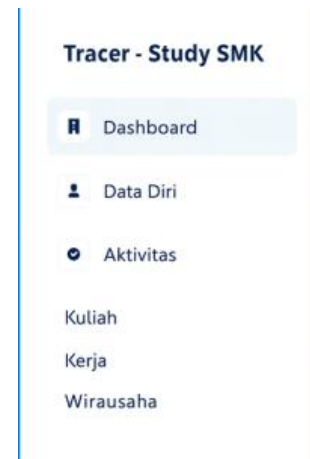 Tracer - Study SMK
Dashboard
Data Diri
Aktivitas
Kuliah
Kerja
Wirausaha